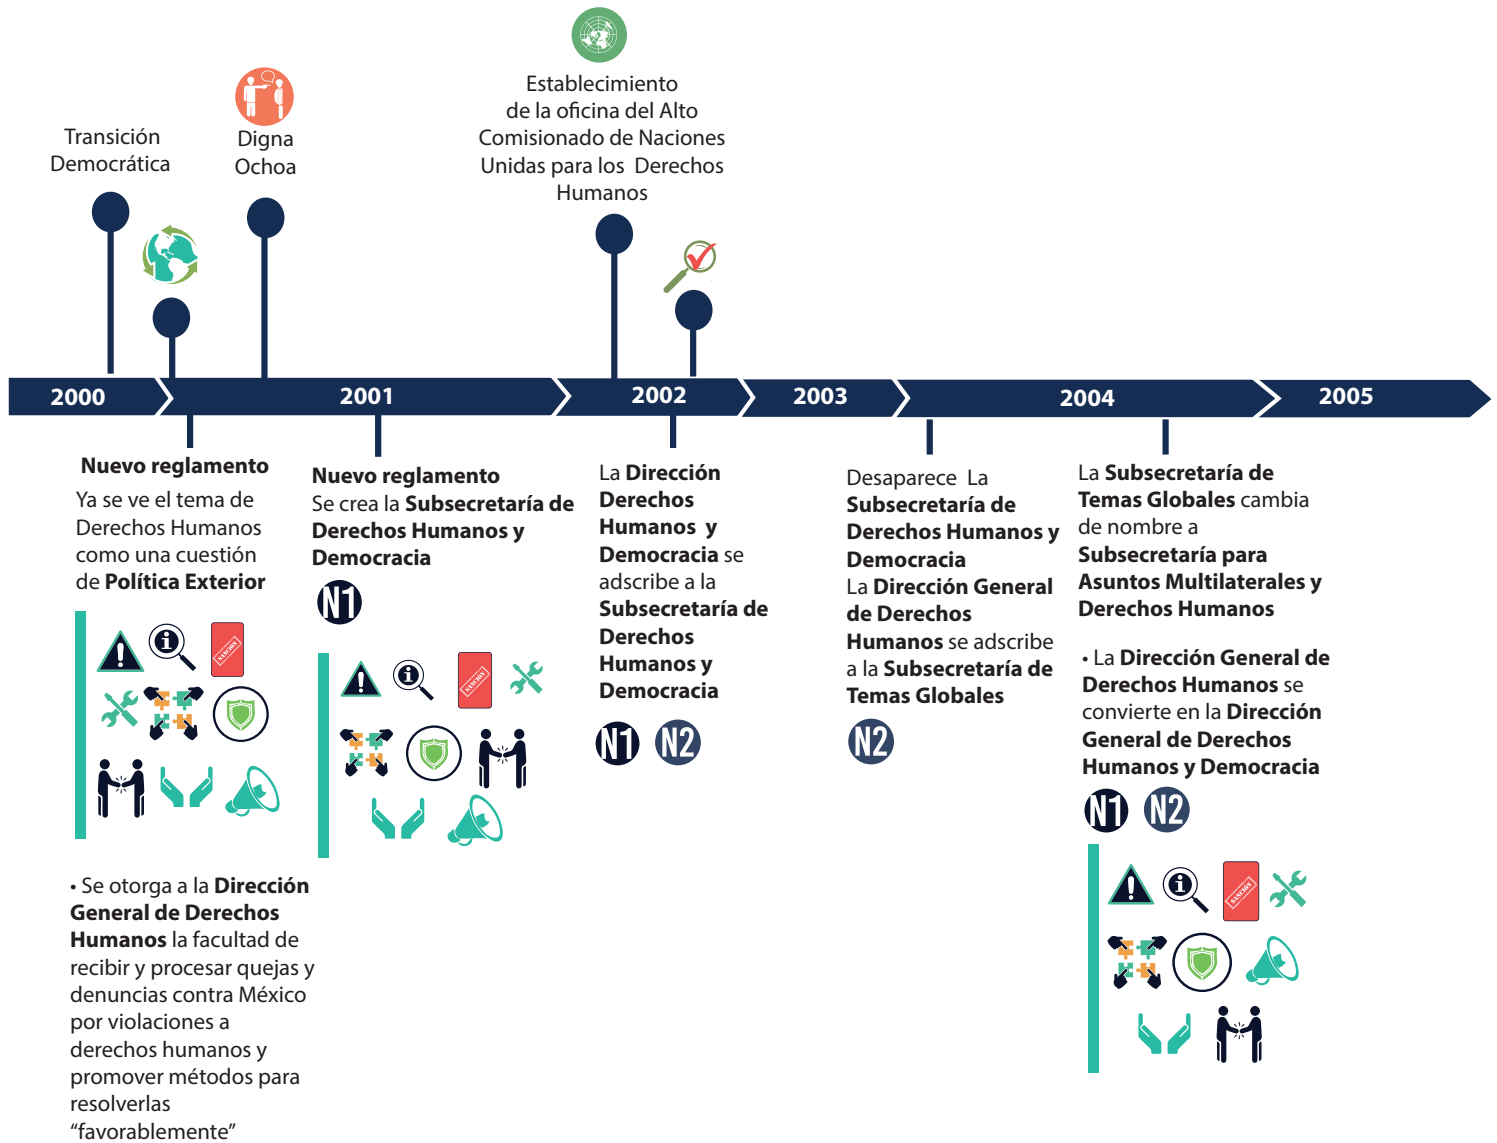 Transición
Democrática
Digna
Ochoa
Establecimiento
de la oficina del Alto
Comisionado de Naciones
Unidas para los Derechos
Humanos
2000
2001
2002
2003
2004
2005
Nuevo reglamento
Ya se ve el tema de
Derechos Humanos
como una cuestión
de Política Exterior
SANCIÓN
• Se otorga a la Dirección
General de Derechos
Humanos la facultad de
recibir y procesar quejas y
denuncias contra México
por violaciones a
derechos humanos y
promover métodos para
resolverlas
“favorablemente”
Nuevo reglamento
Se crea la Subsecretaría de
Derechos Humanos y
Democracia
N1
SANCIÓN
La Dirección
Derechos
Humanos y
Democracia se
adscribe a la
Subsecretaría de
Derechos
Humanos y
Democracia
N1 N2
Desaparece La
Subsecretaría de
Derechos Humanos y
Democracia
La Dirección General
de Derechos
Humanos se adscribe
a la Subsecretaría de
Temas Globales
N2
La Subsecretaría de
Temas Globales cambia
de nombre a
Subsecretaría para
Asuntos Multilaterales y
Derechos Humanos
• La Dirección General de
Derechos Humanos se
convierte en la Dirección
General de Derechos
Humanos y Democracia
N1 N2
SANCIÓN